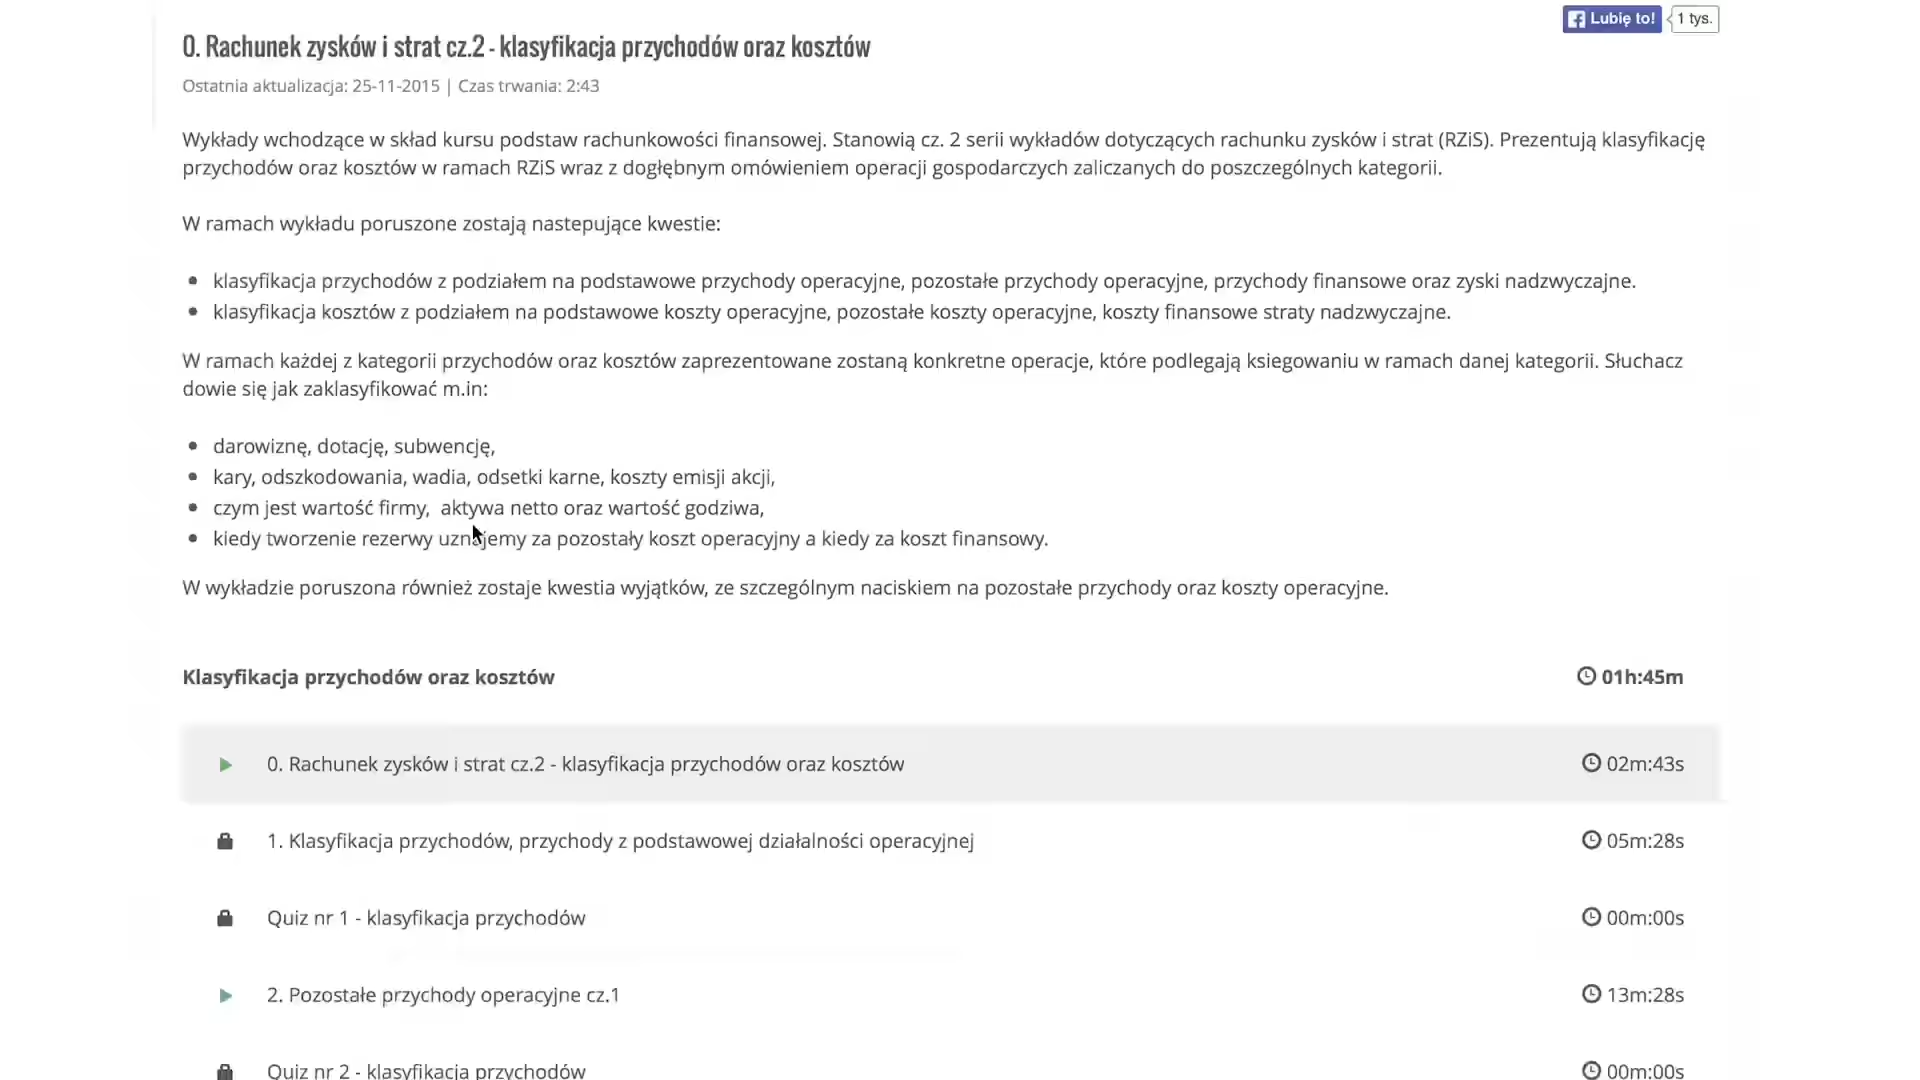 Lubię to!
1 tys.
0. Rachunek zysków i strat cz.2 - klasyfikacja przychodów oraz kosztów
Ostatnia aktualizacja: 25-11-2015 | Czas trwania: 2:43
Wykłady wchodzące w skład kursu podstaw rachunkowości finansowej. Stanowią cz. 2 serii wykładów dotyczących rachunku zysków i strat (RZiS). Prezentują klasyfikację
przychodów oraz kosztów w ramach RZiS wraz z dogłębnym omówieniem operacji gospodarczych zaliczanych do poszczególnych kategorii.
W ramach wykładu poruszone zostają nastepujące kwestie:
klasyfikacja przychodów z podziałem na podstawowe przychody operacyjne, pozostałe przychody operacyjne, przychody finansowe oraz zyski nadzwyczajne.
klasyfikacja kosztów z podziałem na podstawowe koszty operacyjne, pozostałe koszty operacyjne, koszty finansowe straty nadzwyczajne.
W ramach każdej z kategorii przychodów oraz kosztów zaprezentowane zostaną konkretne operacje, które podlegają ksiegowaniu w ramach danej kategorii. Słuchacz
dowie się jak zaklasyfikować m.in:
darowiznę, dotację, subwencję,
kary, odszkodowania, wadia, odsetki karne, koszty emisji akcji,
czym jest wartość firmy, aktywa netto oraz wartość godziwa,
kiedy tworzenie rezerwy uznajemy za pozostały koszt operacyjny a kiedy za koszt finansowy.
W wykładzie poruszona również zostaje kwestia wyjątków, ze szczególnym naciskiem na pozostałe przychody oraz koszty operacyjne.
Klasyfikacja przychodów oraz kosztów 01h:45m
0. Rachunek zysków i strat cz.2 - klasyfikacja przychodów oraz kosztów 02m:43s
1. Klasyfikacja przychodów, przychody z podstawowej działalności operacyjnej 05m:28s
Quiz nr 1 - klasyfikacja przychodów 00m:00s
2. Pozostałe przychody operacyjne cz.1 13m:28s
Quiz nr 2 - klasyfikacja przychodów 00m:00s